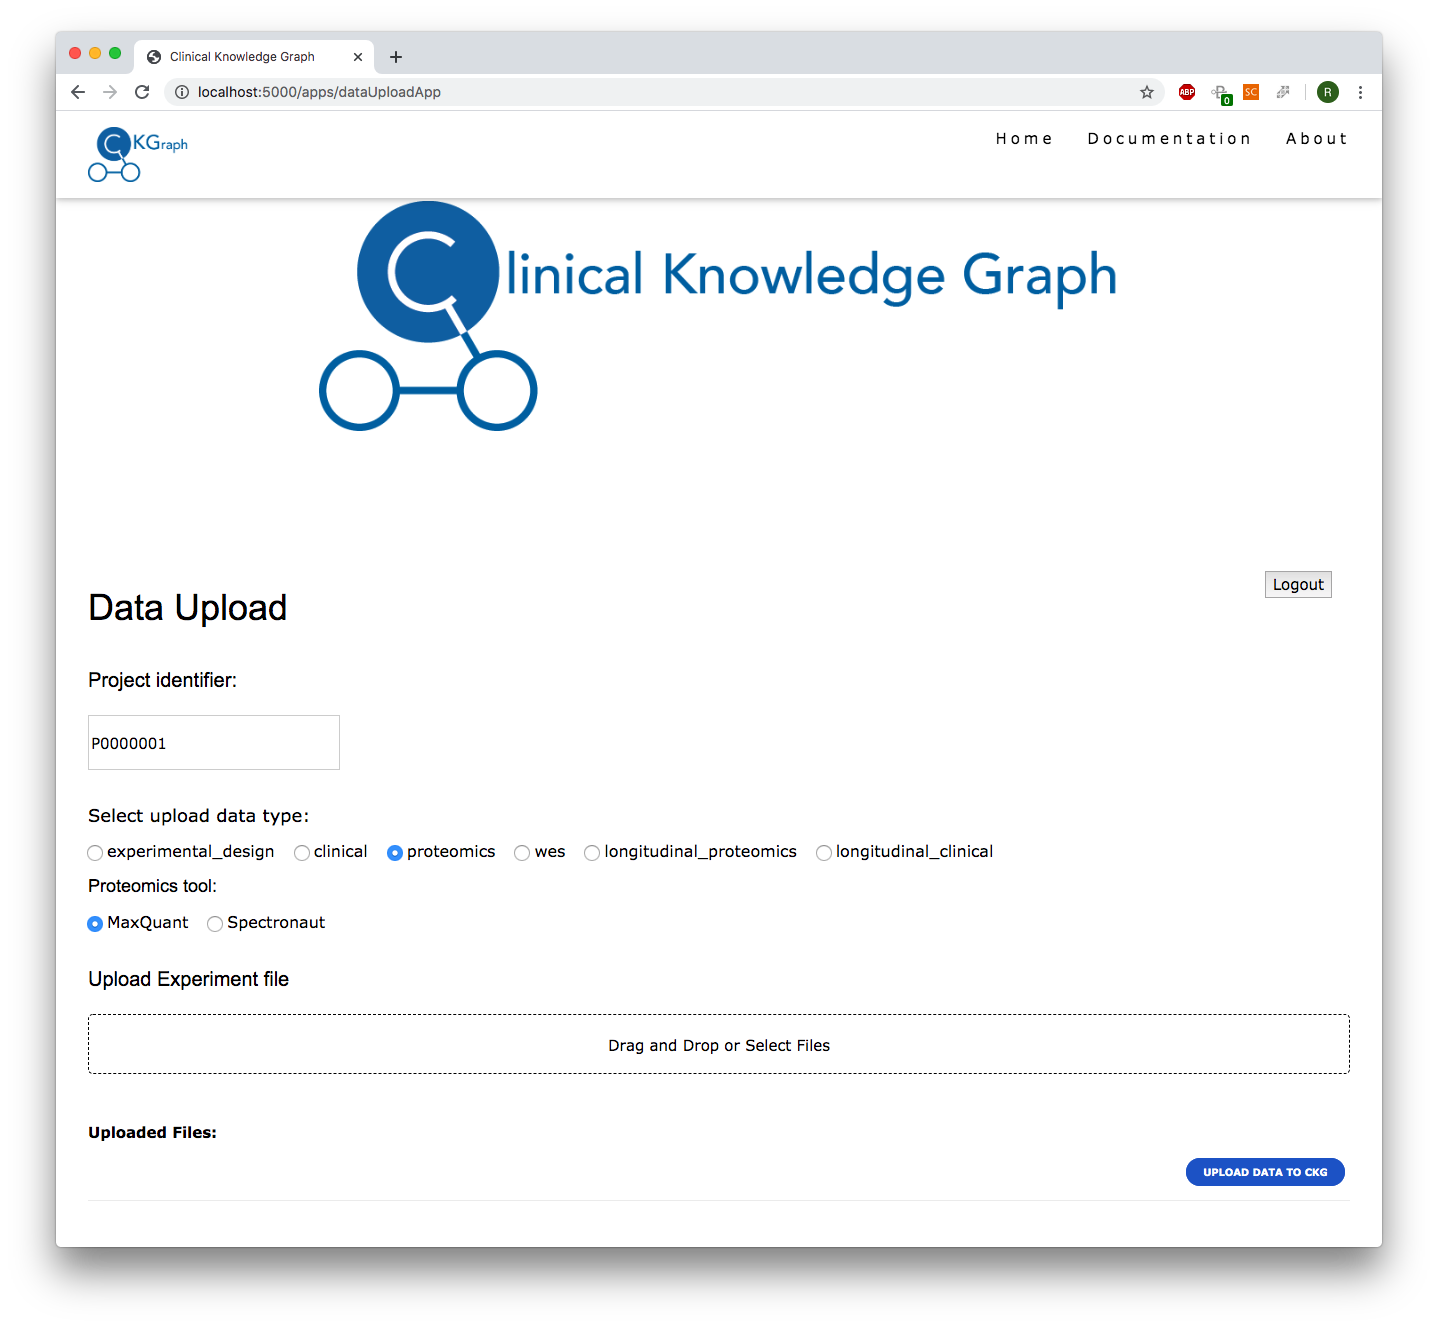 Clinical Knowledge Graph
localhost:5000/apps/dataUploadApp
ABP
0
SC
R
CKGraph
Home Documentation About
Clinical Knowledge Graph
Logout
Data Upload
Project identifier:
P0000001
Select upload data type:
experimental_design clinical proteomics wes longitudinal_proteomics longitudinal_clinical
Proteomics tool:
MaxQuant Spectronaut
Upload Experiment file
Drag and Drop or Select Files
Uploaded Files:
UPLOAD DATA TO CKG